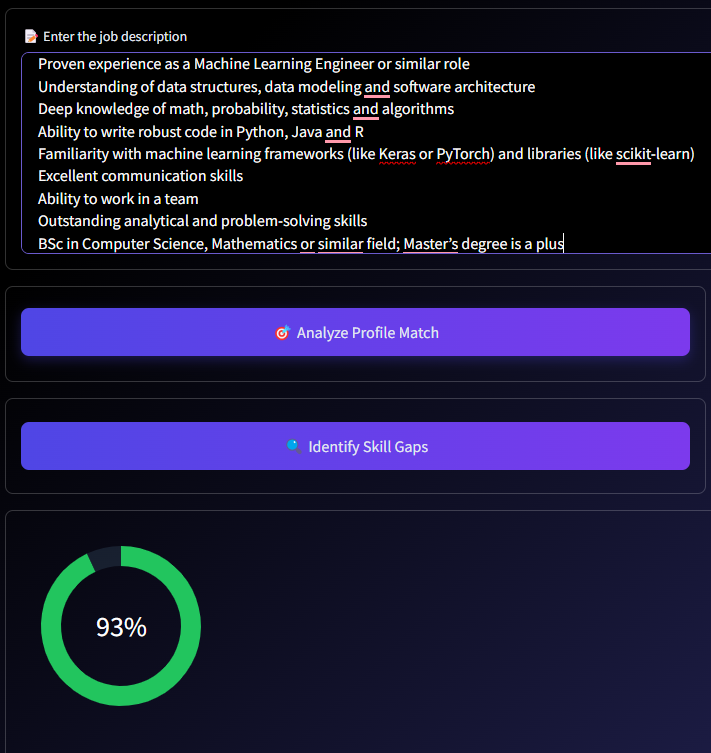 Enter the job description
Proven experience as a Machine Learning Engineer or similar role
Understanding of data structures, data modeling and software architecture
Deep knowledge of math, probability, statistics and algorithms
Ability to write robust code in Python, Java and R
Familiarity with machine learning frameworks (like Keras or PyTorch) and libraries (like scikit-learn)
Excellent communication skills
Ability to work in a team
Outstanding analytical and problem-solving skills
BSc in Computer Science, Mathematics or similar field; Master’s degree is a plus
Analyze Profile Match
Identify Skill Gaps
93%